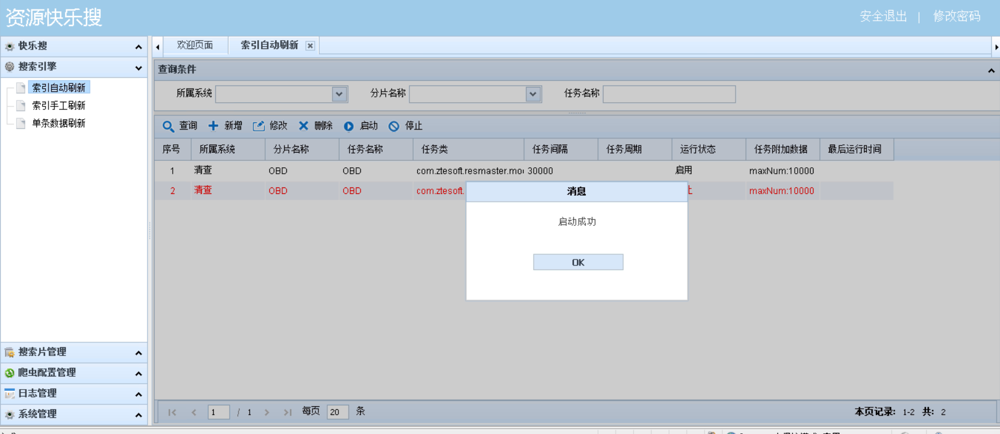 资源快乐搜
安全退出 | 修改密码
快乐搜
搜索引擎
索引自动刷新
索引手工刷新
单条数据刷新
搜索片管理
爬虫配置管理
日志管理
系统管理
欢迎页面 索引自动刷新
查询条件
所属系统 分片名称 任务名称
查询 新增 修改 删除 启动 停止
序号 所属系统 分片名称 任务名称 任务类 任务间隔 任务周期 运行状态 任务附加数据 最后运行时间
1 清查 OBD OBD com.ztesoft.resmaster.mo 30000 启用 maxNum:10000
2 清查 OBD OBD com.ztesoft. 止 maxNum:10000
消息
启动成功
OK
1 / 1 每页 20 条
本页记录: 1-2 共: 2